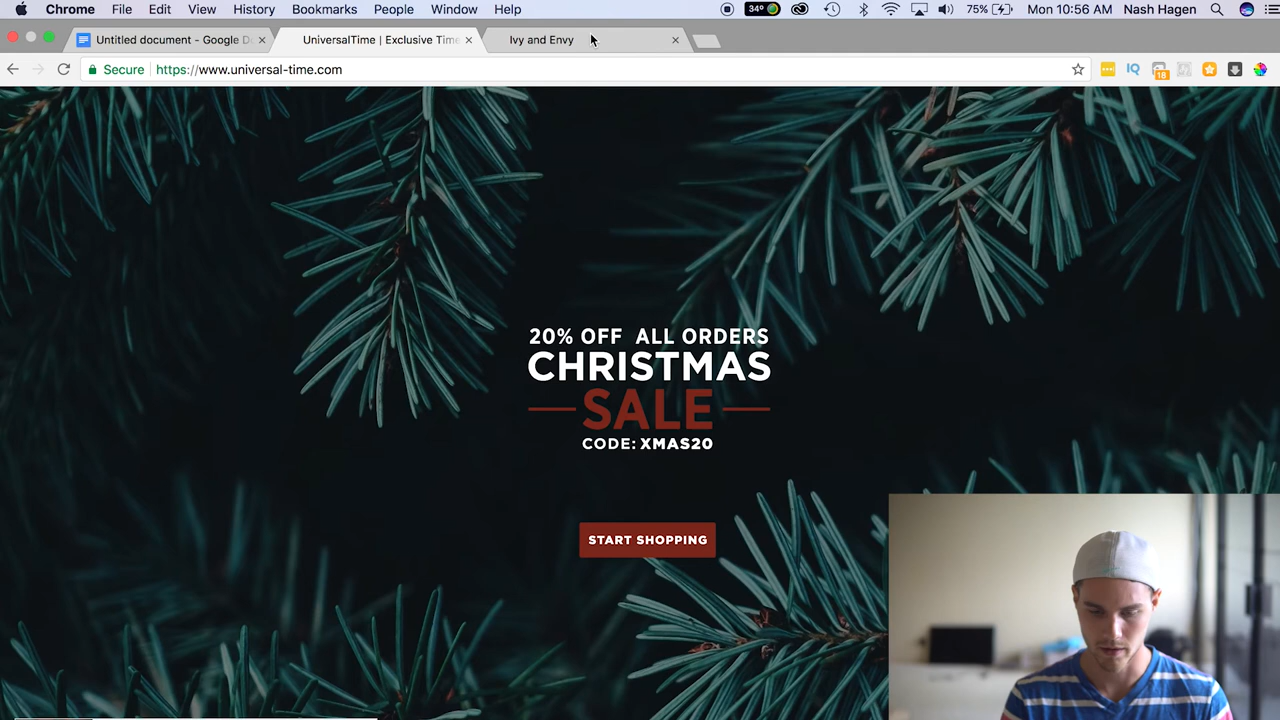 Chrome File Edit View History Bookmarks People Window Help 34° 75% Mon 10:56 AM Nash Hagen
Untitled document - Google D UniversalTime | Exclusive Time Ivy and Envy
Secure https://www.universal-time.com IQ 18
20% OFF ALL ORDERS
CHRISTMAS
SALE
CODE: XMAS20
START SHOPPING